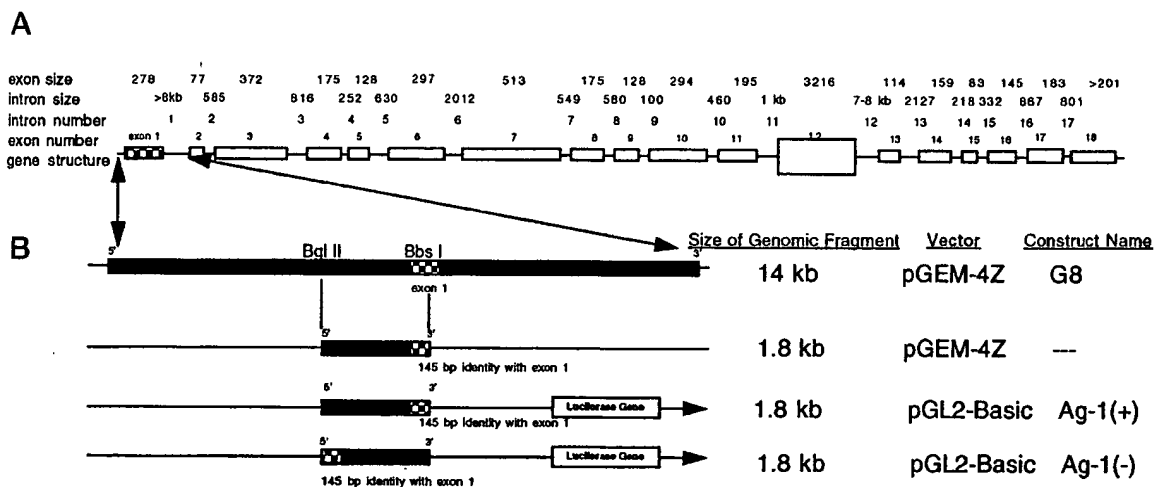 A
exon size 278 77 372 175 128 297 513 175 128 294 195 3216 114 159 83 145 183 >201
intron size >8kb 585 816 252 630 2012 549 580 100 460 1 kb 7-8 kb 2127 218 332 867 801
intron number 1 2 3 4 5 6 7 8 9 10 11 12 13 14 15 16 17
exon number exon 1 2 3 4 5 6 7 8 9 10 11 12 13 14 15 16 17 18
gene structure
B
5' Bgl II Bbs I 3'
exon 1
Size of Genomic Fragment Vector Construct Name
14 kb pGEM-4Z G8
5' 3'
145 bp identity with exon 1
1.8 kb pGEM-4Z ---
5' 3'
145 bp identity with exon 1
Luciferase Gene
1.8 kb pGL2-Basic Ag-1(+)
5' 3'
145 bp identity with exon 1
Luciferase Gene
1.8 kb pGL2-Basic Ag-1(-)